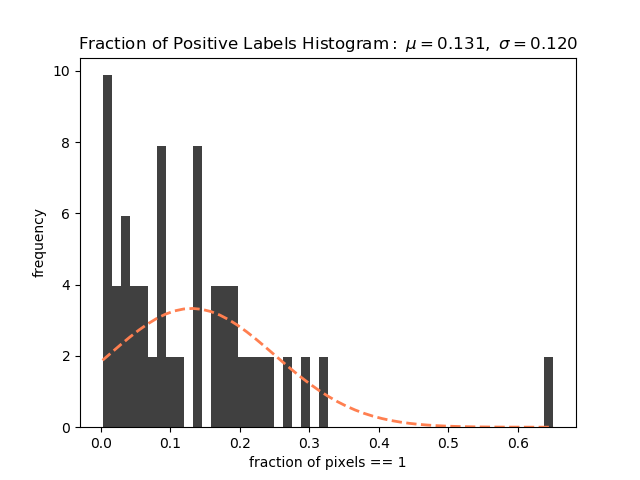 Fraction of Positive Labels Histogram : μ = 0.131, σ = 0.120
10
8
6
4
2
0
frequency
0.0 0.1 0.2 0.3 0.4 0.5 0.6
fraction of pixels == 1